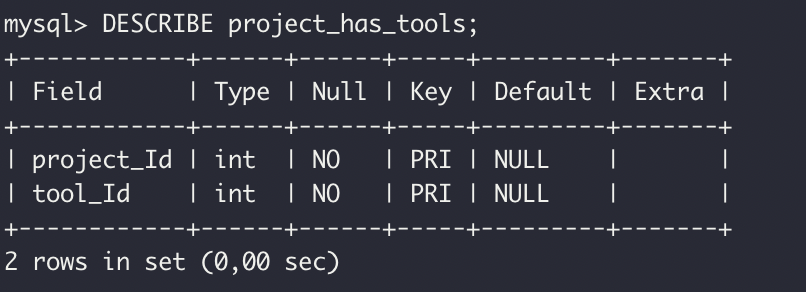 mysql> DESCRIBE project_has_tools;
+------------+------+------+-----+---------+-------+
| Field      | Type | Null | Key | Default | Extra |
+------------+------+------+-----+---------+-------+
| project_Id | int  | NO   | PRI | NULL    |       |
| tool_Id    | int  | NO   | PRI | NULL    |       |
+------------+------+------+-----+---------+-------+
2 rows in set (0,00 sec)